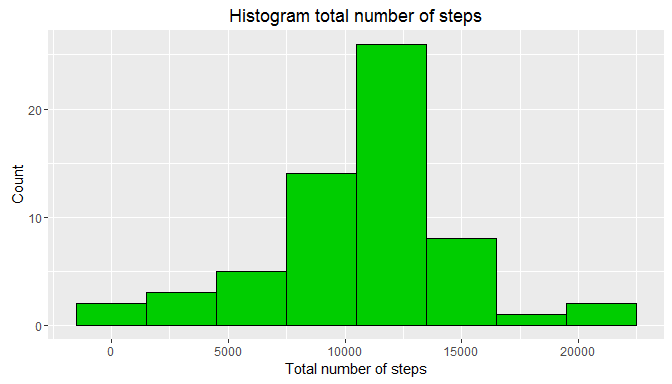 Histogram total number of steps
Count
20
10
0
0 5000 10000 15000 20000
Total number of steps